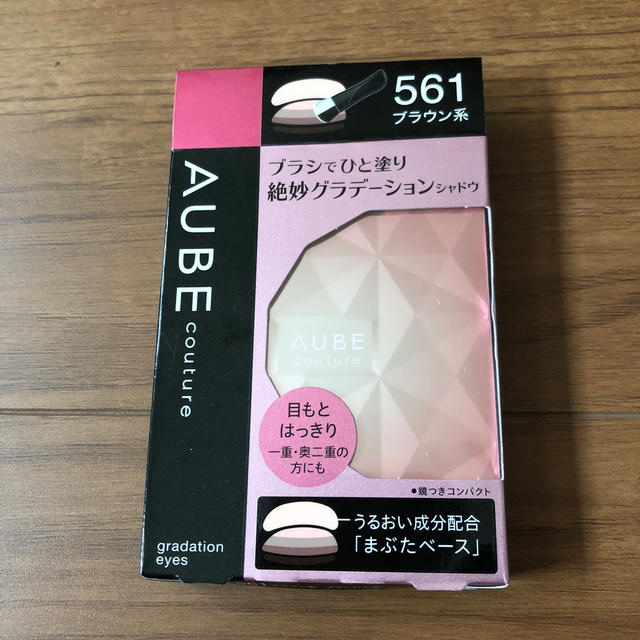 561
ブラウン系
ブラシでひと塗り
絶妙グラデーションシャドウ
AUBE couture
AUBE
couture
目もと
はっきり
一重・奥二重の
方にも
●鏡つきコンパクト
うるおい成分配合
「まぶたベース」
gradation
eyes